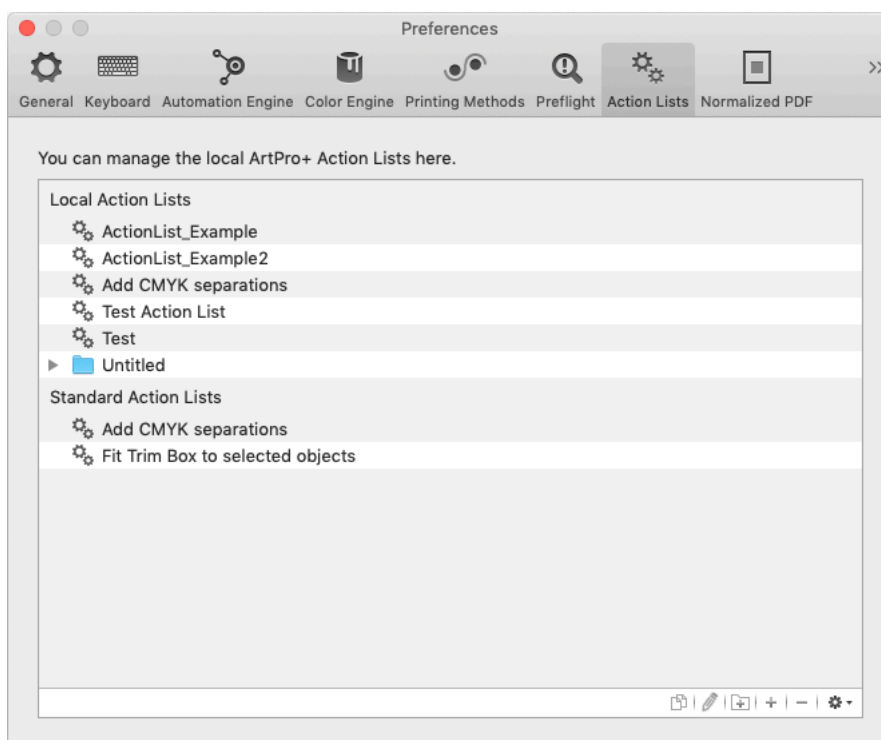 Preferences
General Keyboard Automation Engine Color Engine Printing Methods Preflight Action Lists Normalized PDF
You can manage the local ArtPro+ Action Lists here.
Local Action Lists
ActionList_Example
ActionList_Example2
Add CMYK separations
Test Action List
Test
Untitled
Standard Action Lists
Add CMYK separations
Fit Trim Box to selected objects